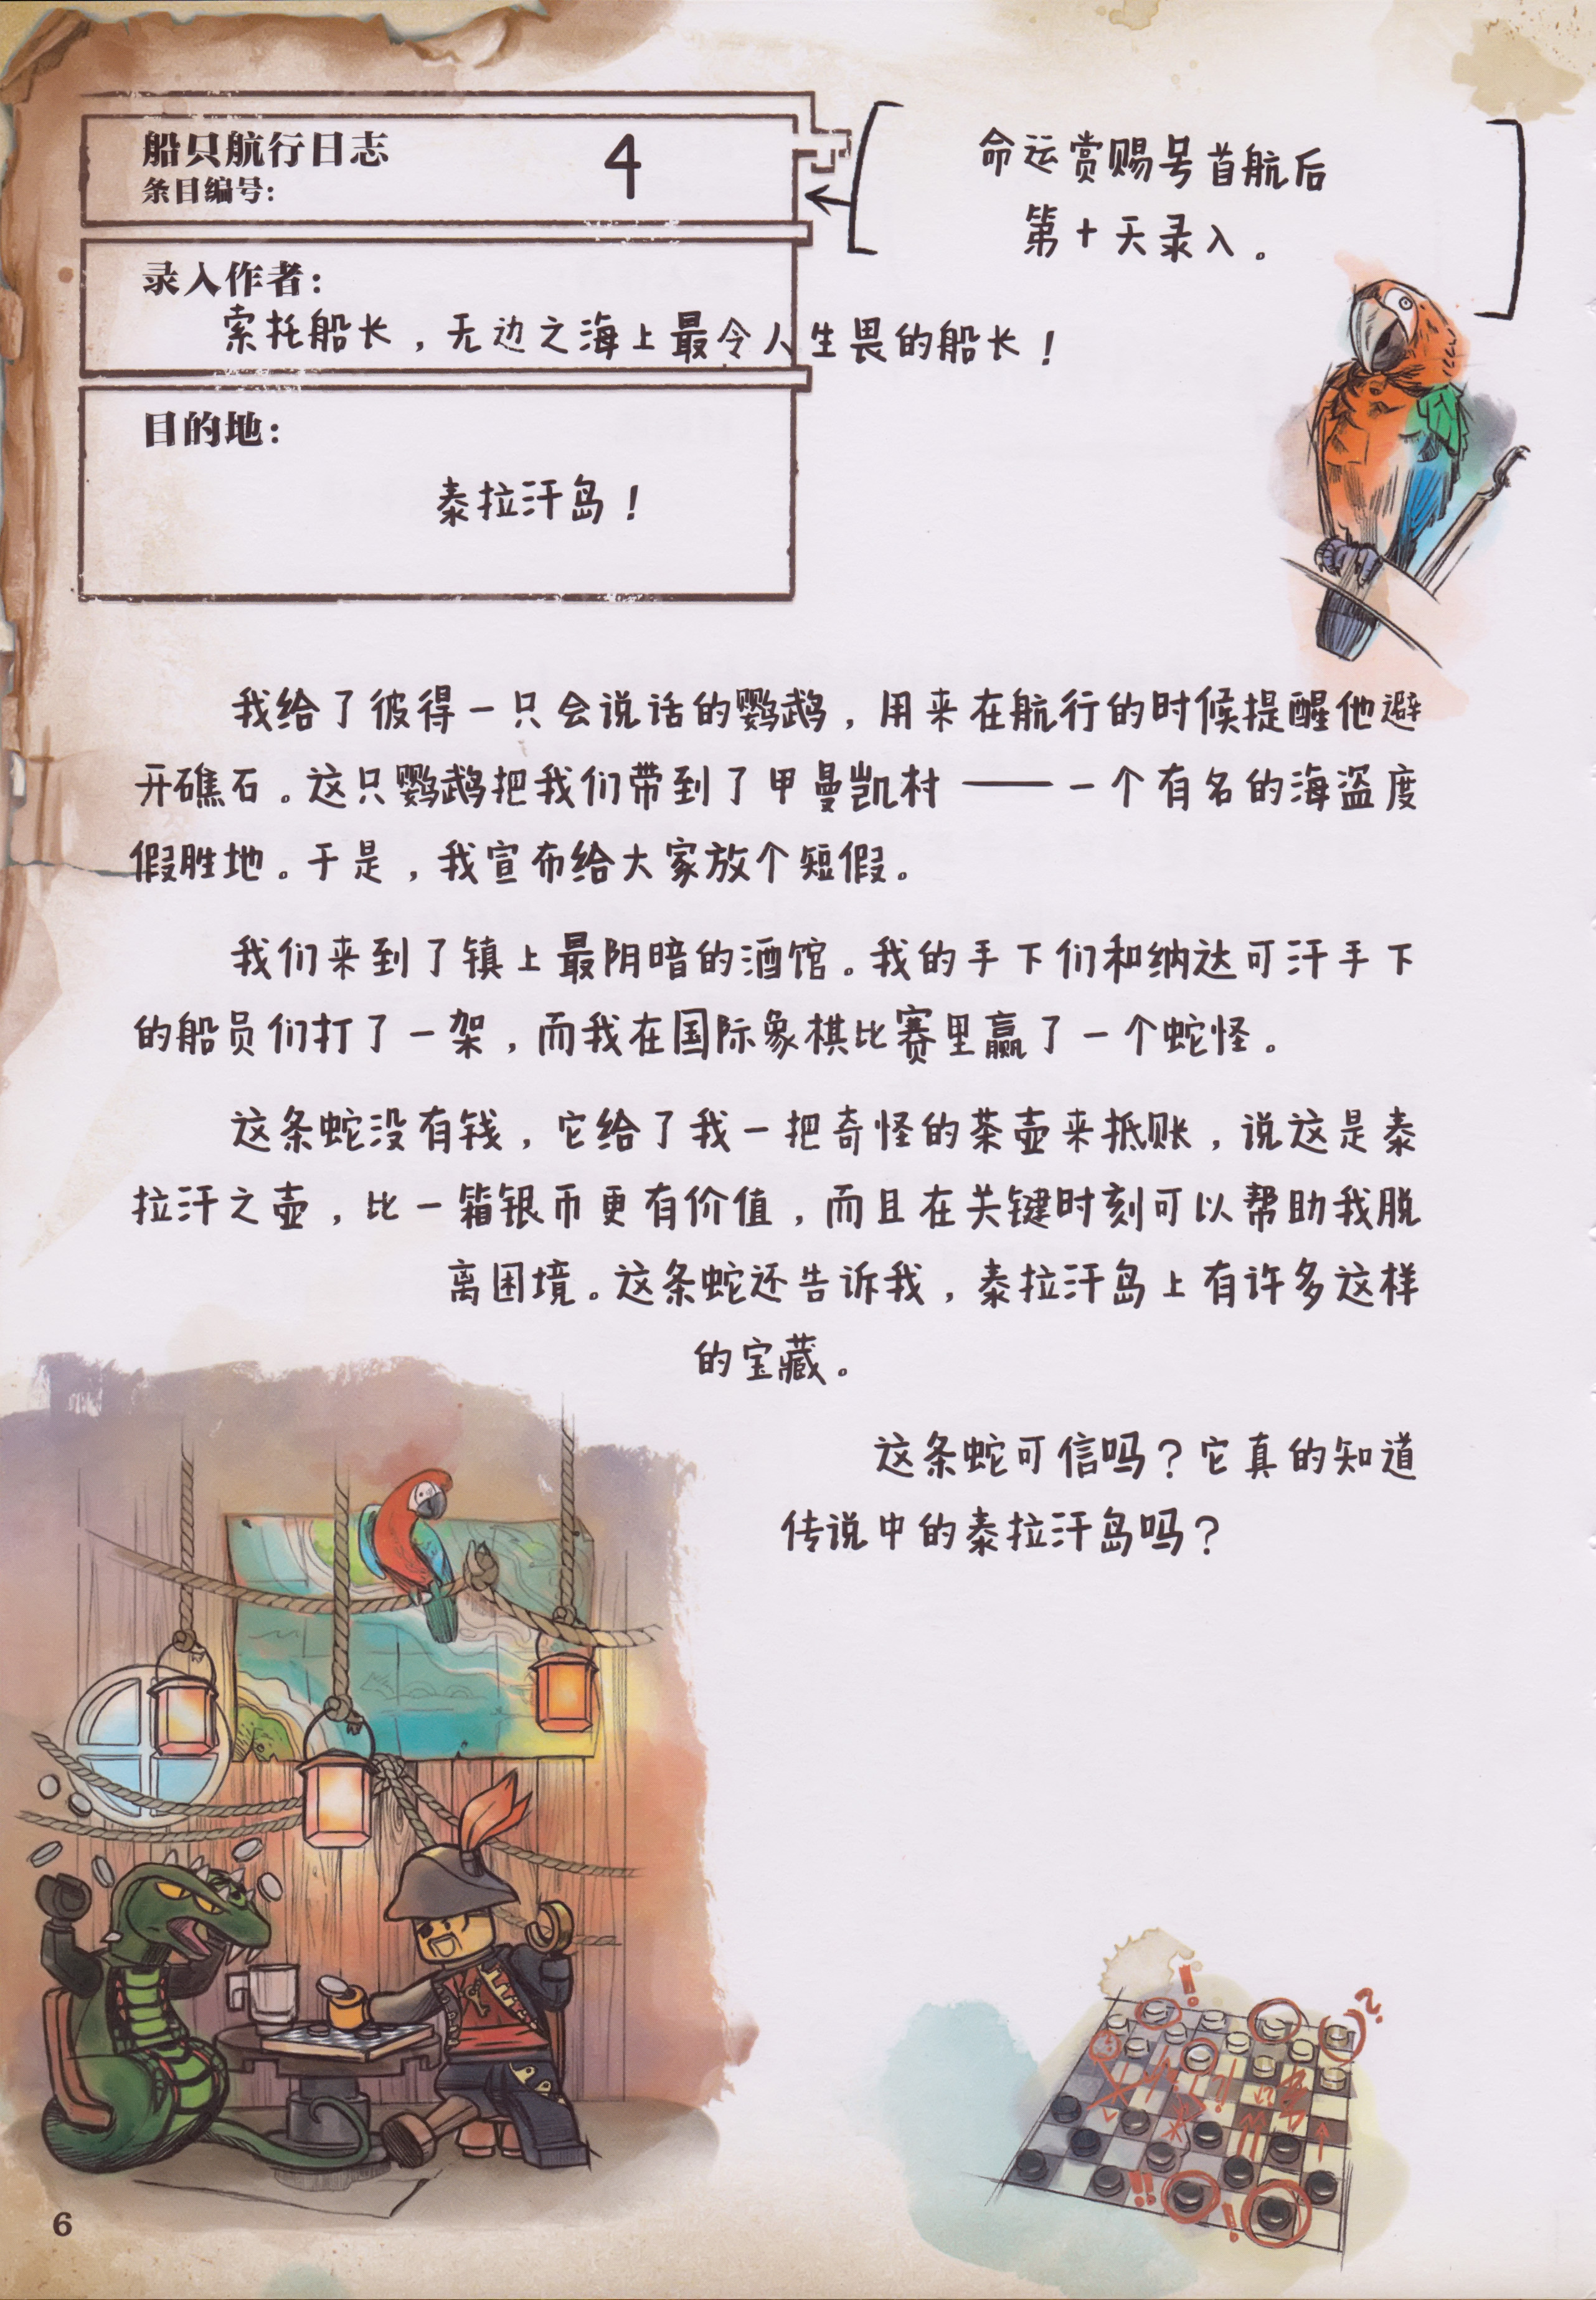 船只航行日志
条目编号： 4
命运赏赐号首航后
第十天录入。
录入作者：
索托船长，无边之海上最令人生畏的船长！
目的地：
泰拉汗岛！
我给了彼得一只会说话的鹦鹉，用来在航行的时候提醒他避
开礁石。这只鹦鹉把我们带到了甲曼凯村——一个有名的海盗度
假胜地。于是，我宣布给大家放个短假。
我们来到了镇上最阴暗的酒馆。我的手下们和纳达可汗手下
的船员们打了一架，而我在国际象棋比赛里赢了一个蛇怪。
这条蛇没有钱，它给了我一把奇怪的茶壶来抵账，说这是泰
拉汗之壶，比一箱银币更有价值，而且在关键时刻可以帮助我脱
离困境。这条蛇还告诉我，泰拉汗岛上有许多这样
的宝藏。
这条蛇可信吗？它真的知道
传说中的泰拉汗岛吗？
6